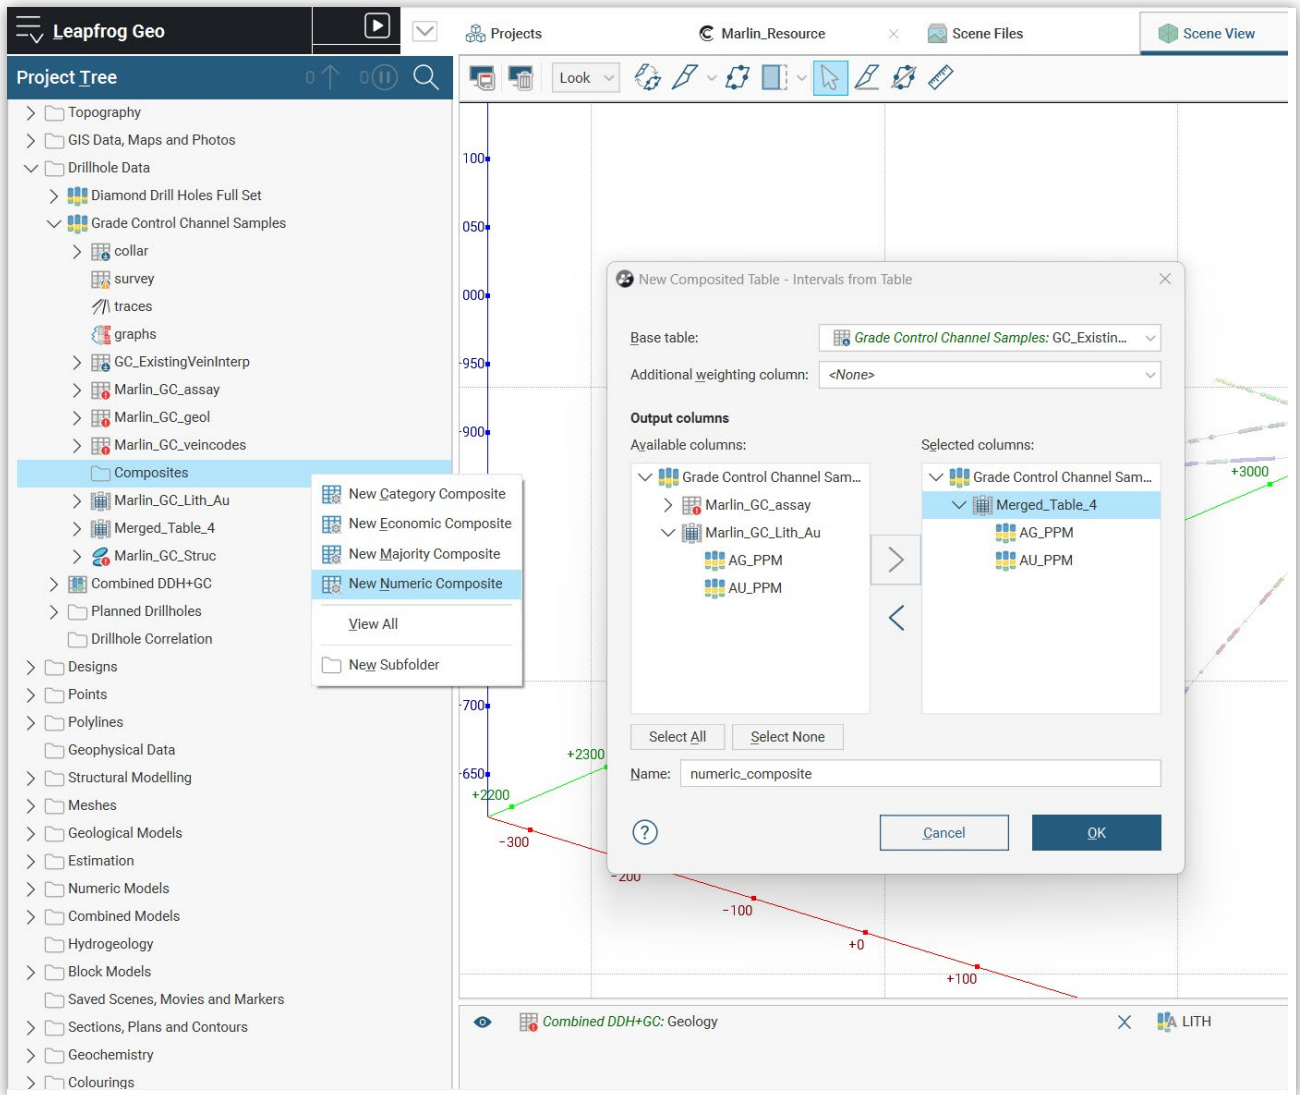 Leapfrog Geo
Projects
Marlin_Resource
Scene Files
Scene View
Project Tree
0
0
Look
Topography
GIS Data, Maps and Photos
Drillhole Data
Diamond Drill Holes Full Set
Grade Control Channel Samples
collar
survey
traces
graphs
GC_ExistingVeinInterp
Marlin_GC_assay
Marlin_GC_geol
Marlin_GC_veincodes
Composites
Marlin_GC_Lith_Au
Merged_Table_4
Marlin_GC_Struc
Combined DDH+GC
Planned Drillholes
Drillhole Correlation
Designs
Points
Polylines
Geophysical Data
Structural Modelling
Meshes
Geological Models
Estimation
Numeric Models
Combined Models
Hydrogeology
Block Models
Saved Scenes, Movies and Markers
Sections, Plans and Contours
Geochemistry
Colourings
New Category Composite
New Economic Composite
New Majority Composite
New Numeric Composite
View All
New Subfolder
100
050
000
-950
-900
-700
-650
+2300
+2200
-300
-200
-100
+0
+100
+3000
New Composited Table - Intervals from Table
Base table:
Grade Control Channel Samples: GC_Existin...
Additional weighting column:
<None>
Output columns
Available columns:
Selected columns:
Grade Control Channel Sam...
Marlin_GC_assay
Marlin_GC_Lith_Au
AG_PPM
AU_PPM
Grade Control Channel Sam...
Merged_Table_4
AG_PPM
AU_PPM
Select All
Select None
Name:
numeric_composite
?
Cancel
OK
Combined DDH+GC: Geology
LITH